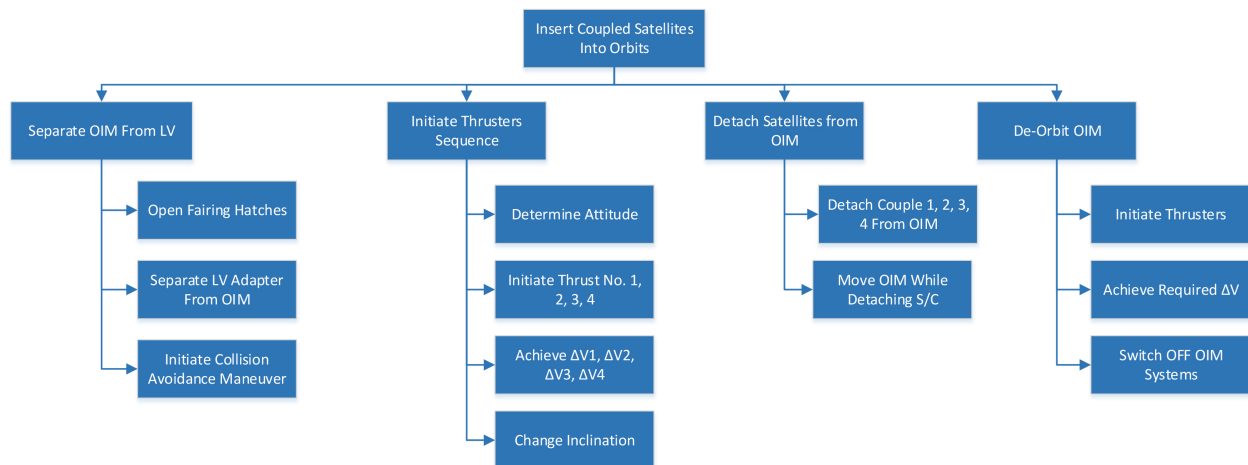 Insert Coupled Satellites
Into Orbits
Separate OIM From LV
Initiate Thrusters
Sequence
Detach Satellites from
OIM
De-Orbit OIM
Open Fairing Hatches
Separate LV Adapter
From OIM
Initiate Collision
Avoidance Maneuver
Determine Attitude
Initiate Thrust No. 1,
2, 3, 4
Achieve ΔV1, ΔV2,
ΔV3, ΔV4
Change Inclination
Detach Couple 1, 2, 3,
4 From OIM
Move OIM While
Detaching S/C
Initiate Thrusters
Achieve Required ΔV
Switch OFF OIM
Systems